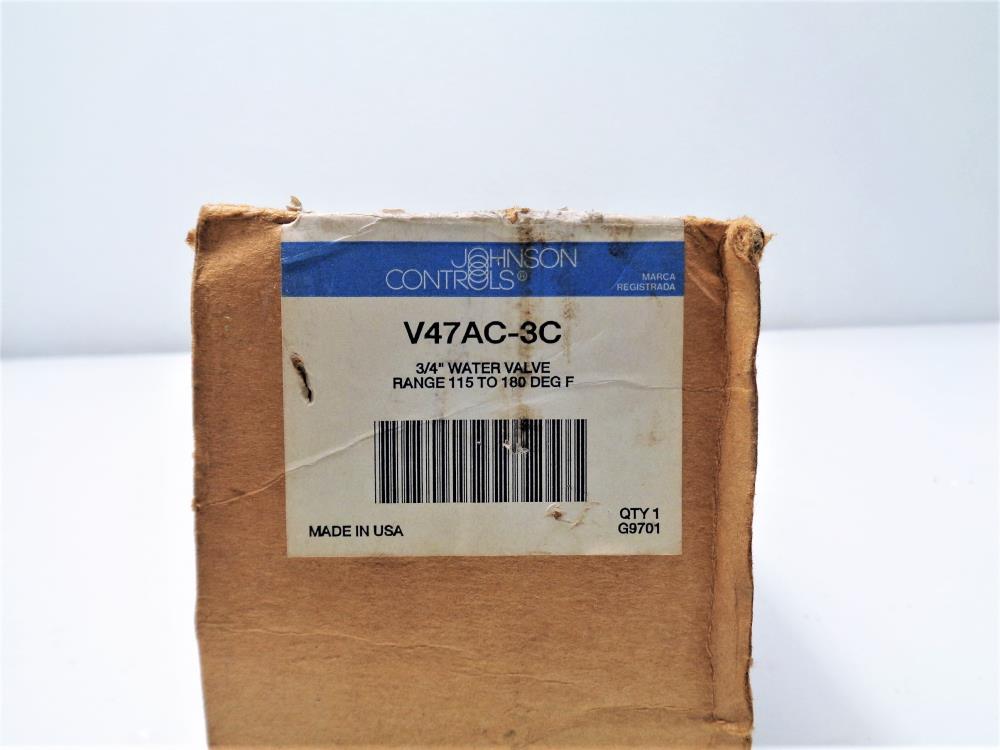 JOHNSON
CONTROLS®
MARCA
REGISTRADA
V47AC-3C
3/4" WATER VALVE
RANGE 115 TO 180 DEG F
MADE IN USA
QTY 1
G9701